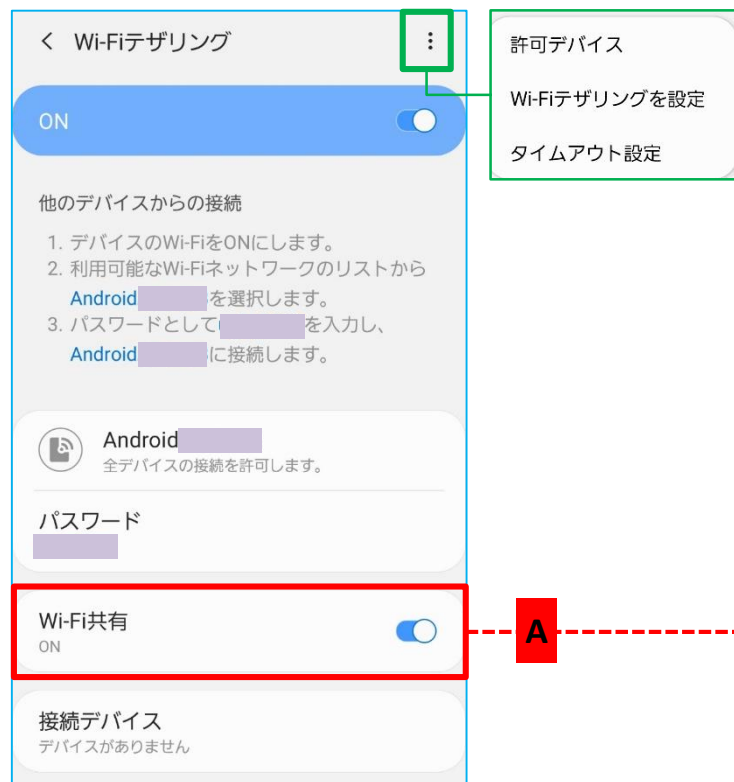 Wi-Fiテザリング
許可デバイス
Wi-Fiテザリングを設定
タイムアウト設定
ON
他のデバイスからの接続
1. デバイスのWi-FiをONにします。
2. 利用可能なWi-Fiネットワークのリストから
Android を選択します。
3. パスワードとして を入力し、
Android に接続します。
Android
全デバイスの接続を許可します。
パスワード
Wi-Fi共有
ON
A
接続デバイス
デバイスがありません